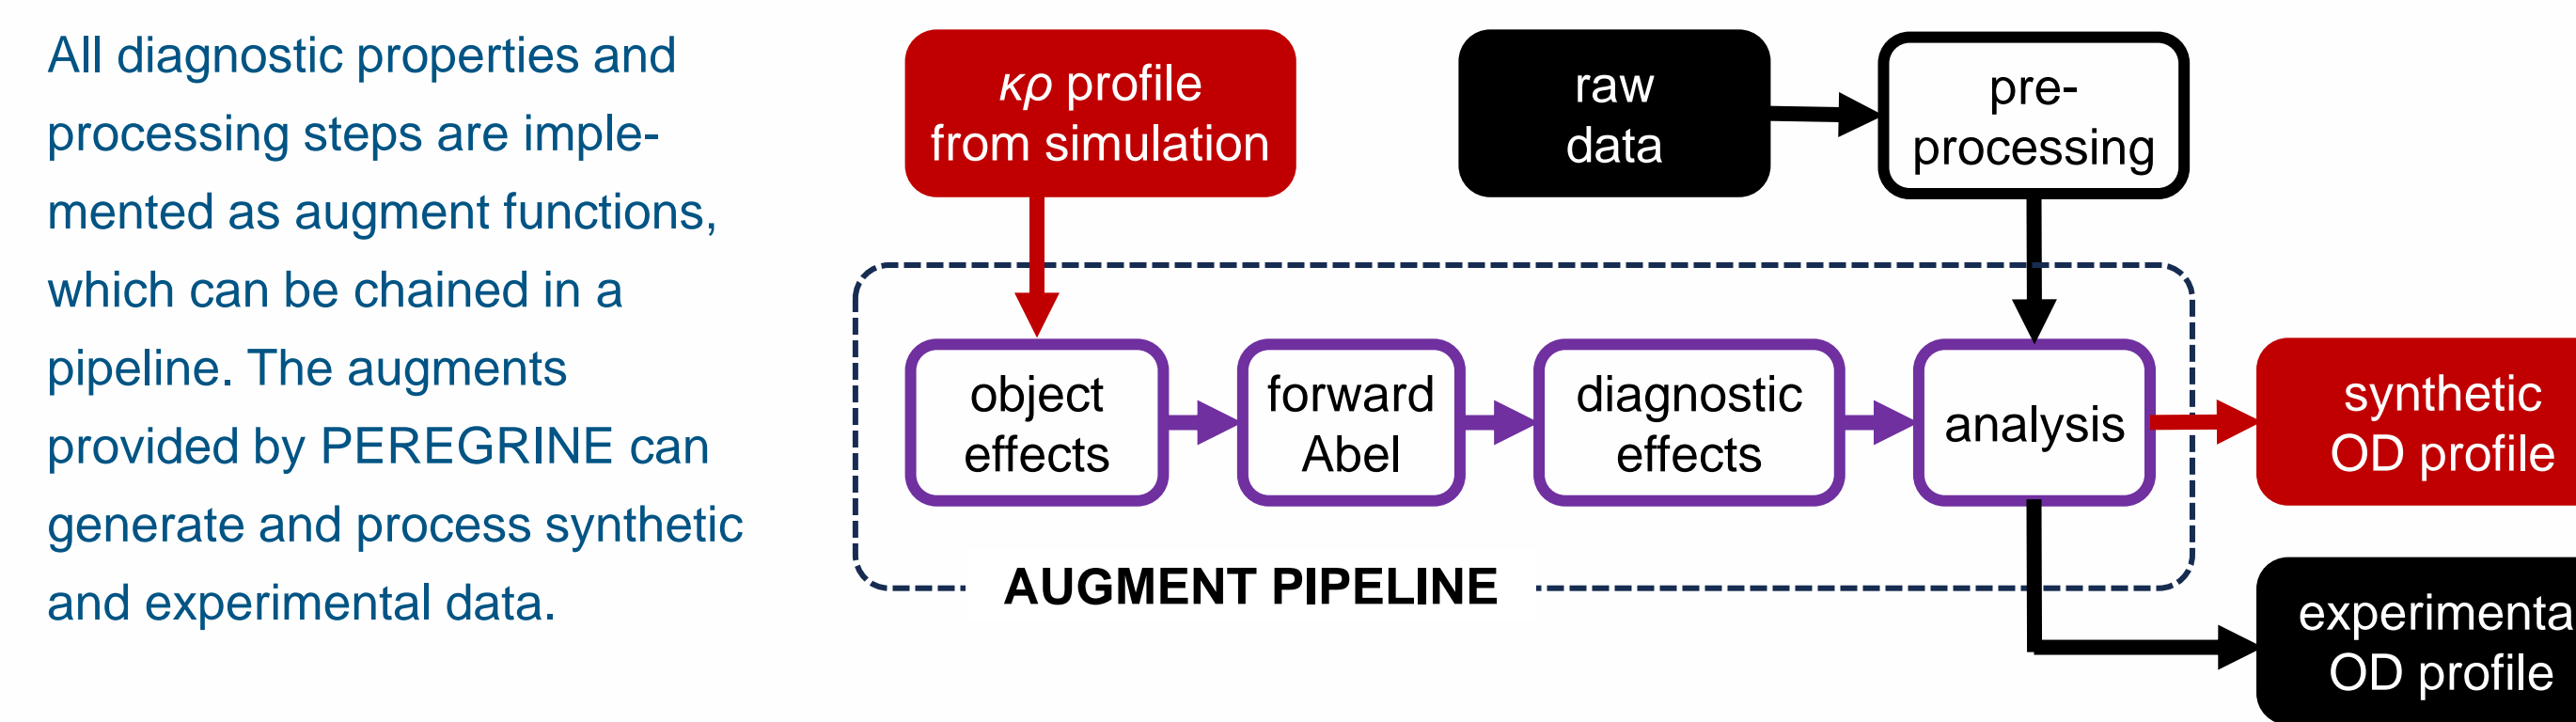 All diagnostic properties and
processing steps are imple-
mented as augment functions,
which can be chained in a
pipeline. The augments
provided by PEREGRINE can
generate and process synthetic
and experimental data.
κρ profile
from simulation
raw
data
pre-
processing
object
effects
forward
Abel
diagnostic
effects
analysis
synthetic
OD profile
AUGMENT PIPELINE
experimenta
OD profile